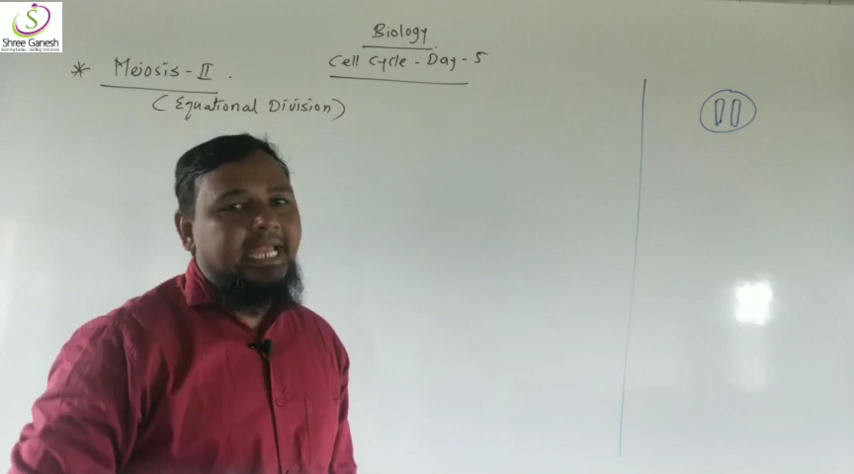 S
Shree Ganesh
Biology
Cell Cycle - Day - 5
* Meiosis - II.
(Equational Division)